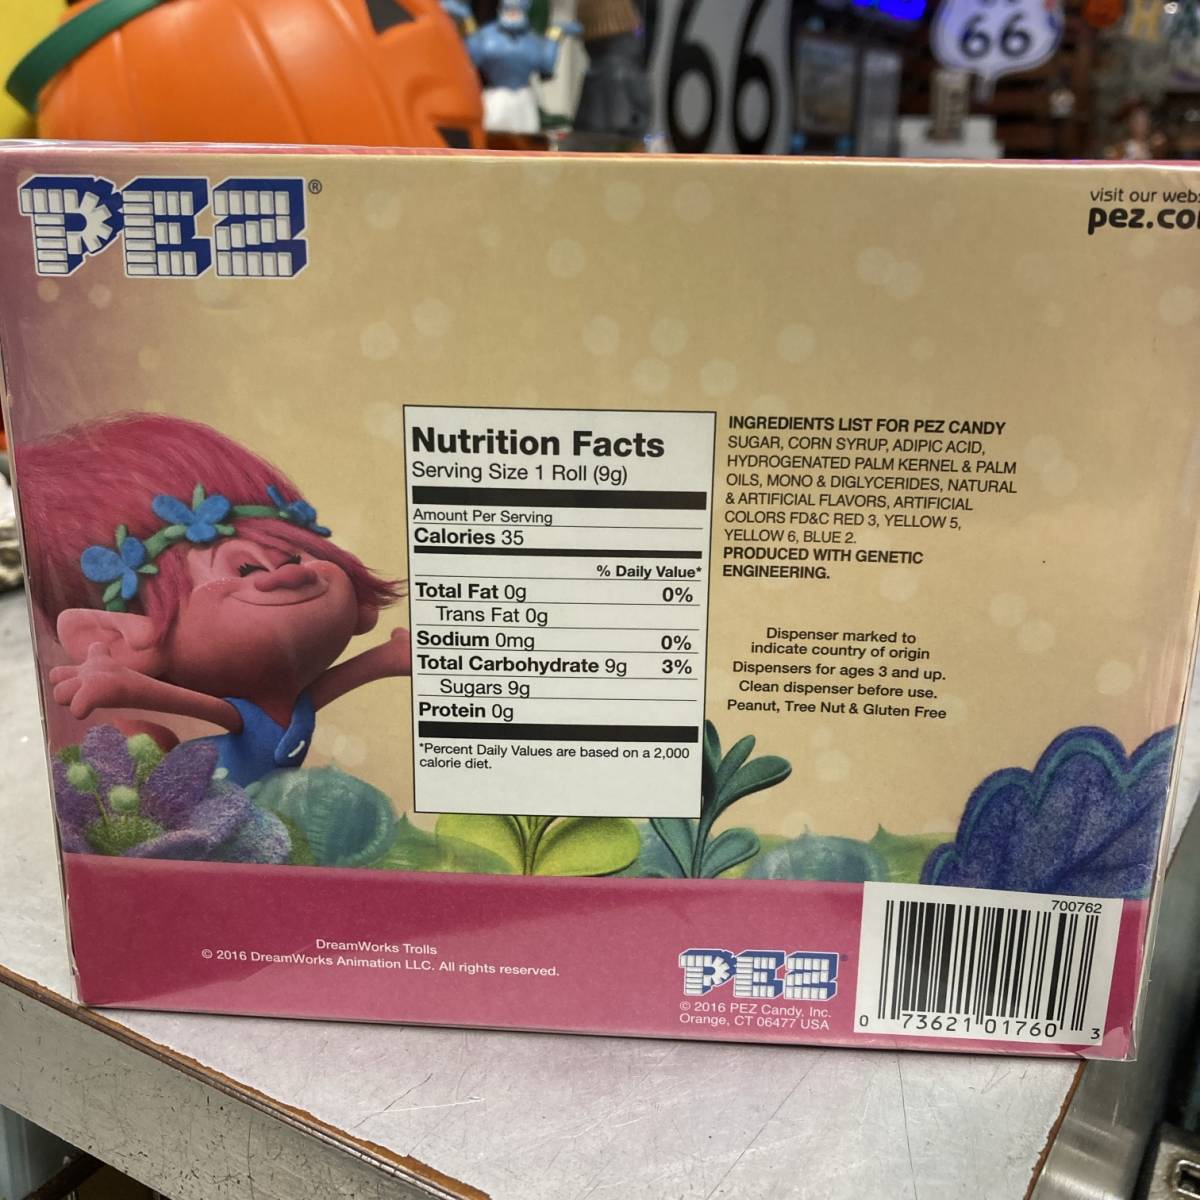 66
66
PEZ®
visit our web
pez.co
Nutrition Facts
Serving Size 1 Roll (9g)
Amount Per Serving
Calories 35
% Daily Value*
Total Fat 0g 0%
Trans Fat 0g
Sodium 0mg 0%
Total Carbohydrate 9g 3%
Sugars 9g
Protein 0g
*Percent Daily Values are based on a 2,000
calorie diet.
INGREDIENTS LIST FOR PEZ CANDY
SUGAR, CORN SYRUP, ADIPIC ACID,
HYDROGENATED PALM KERNEL & PALM
OILS, MONO & DIGLYCERIDES, NATURAL
& ARTIFICIAL FLAVORS, ARTIFICIAL
COLORS FD&C RED 3, YELLOW 5,
YELLOW 6, BLUE 2.
PRODUCED WITH GENETIC
ENGINEERING.
Dispenser marked to
indicate country of origin
Dispensers for ages 3 and up.
Clean dispenser before use.
Peanut, Tree Nut & Gluten Free
DreamWorks Trolls
© 2016 DreamWorks Animation LLC. All rights reserved.
PEZ®
© 2016 PEZ Candy, Inc.
Orange, CT 06477 USA
700762
0 73621 01760 3